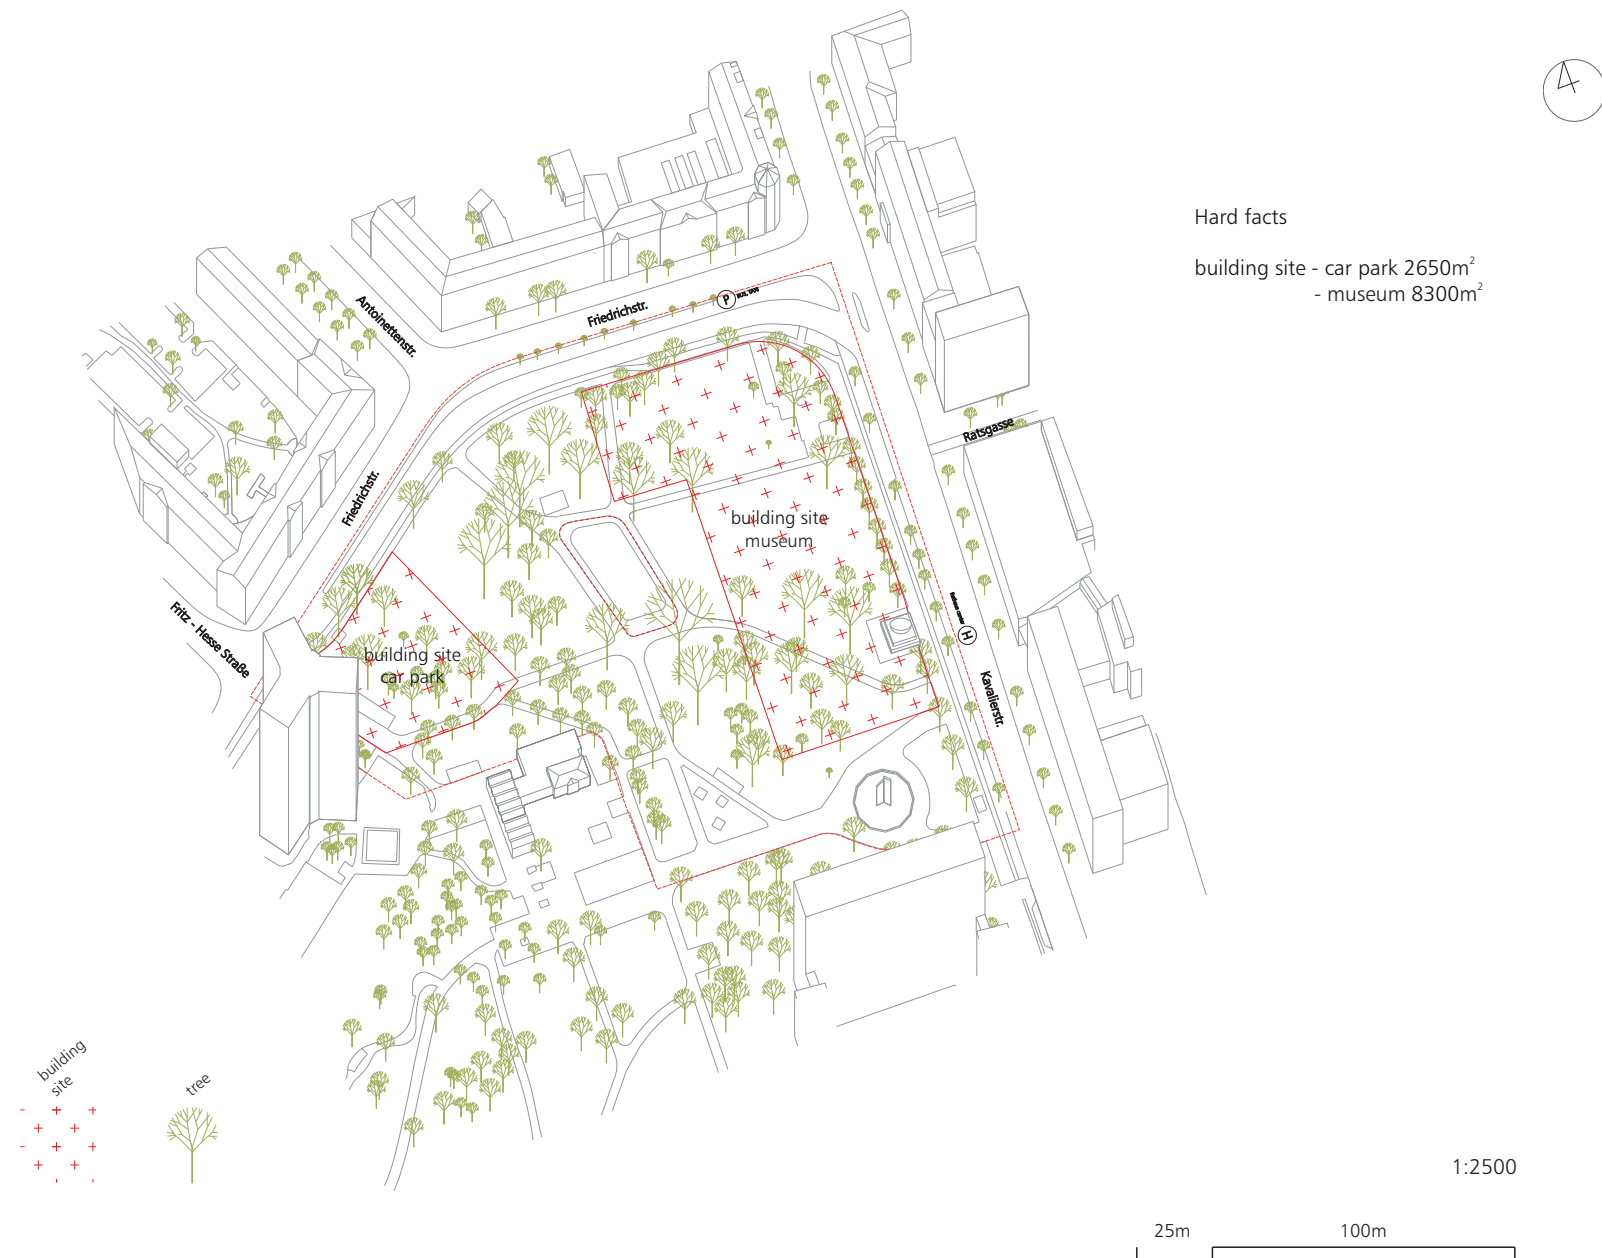 Hard facts
building site - car park 2650m²
- museum 8300m²
Antoinettenstr.
Friedrichstr.
P
Ratsgasse
Friedrichstr.
building site
museum
Fritz - Hesse Straße
building site
car park
H
Kavalierstr.
building
site
tree
1:2500
25m
100m